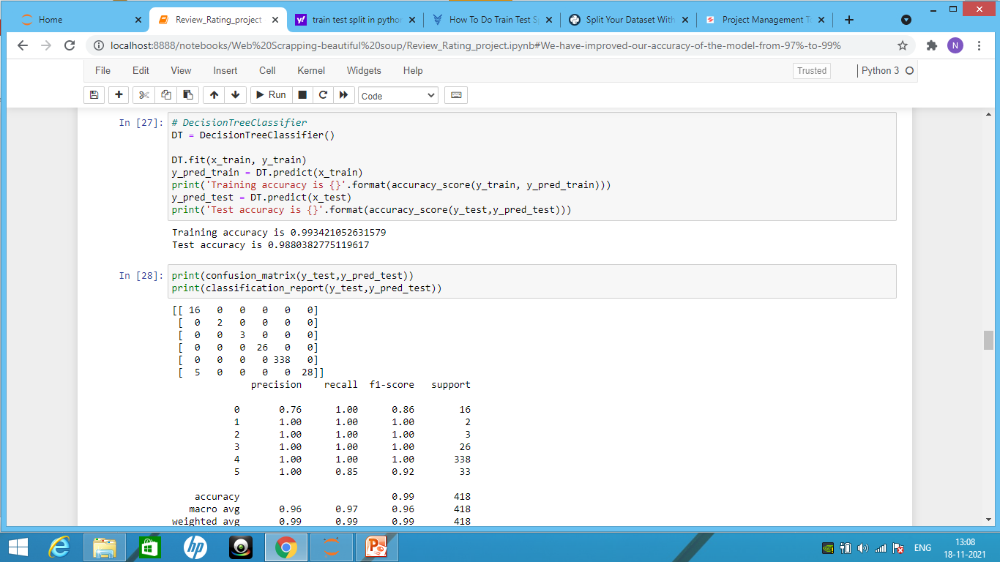 Home
Review_Rating_project
train test split in python
How To Do Train Test S
Split Your Dataset With
Project Management T
localhost:8888/notebooks/Web%20Scrapping-beautiful%20soup/Review_Rating_project.ipynb#We-have-improved-our-accuracy-of-the-model-from-97%-to-99%
N
File Edit View Insert Cell Kernel Widgets Help Trusted Python 3
Run Code
In [27]: # DecisionTreeClassifier
DT = DecisionTreeClassifier()
DT.fit(x_train, y_train)
y_pred_train = DT.predict(x_train)
print('Training accuracy is {}'.format(accuracy_score(y_train, y_pred_train)))
y_pred_test = DT.predict(x_test)
print('Test accuracy is {}'.format(accuracy_score(y_test,y_pred_test)))
Training accuracy is 0.993421052631579
Test accuracy is 0.9880382775119617
In [28]: print(confusion_matrix(y_test,y_pred_test))
print(classification_report(y_test,y_pred_test))
[[ 16 0 0 0 0 0]
[ 0 2 0 0 0 0]
[ 0 0 3 0 0 0]
[ 0 0 0 26 0 0]
[ 0 0 0 0 338 0]
[ 5 0 0 0 0 28]]
precision recall f1-score support
0 0.76 1.00 0.86 16
1 1.00 1.00 1.00 2
2 1.00 1.00 1.00 3
3 1.00 1.00 1.00 26
4 1.00 1.00 1.00 338
5 1.00 0.85 0.92 33
accuracy 0.99 418
macro avg 0.96 0.97 0.96 418
weighted avg 0.99 0.99 0.99 418
ENG
13:08
18-11-2021